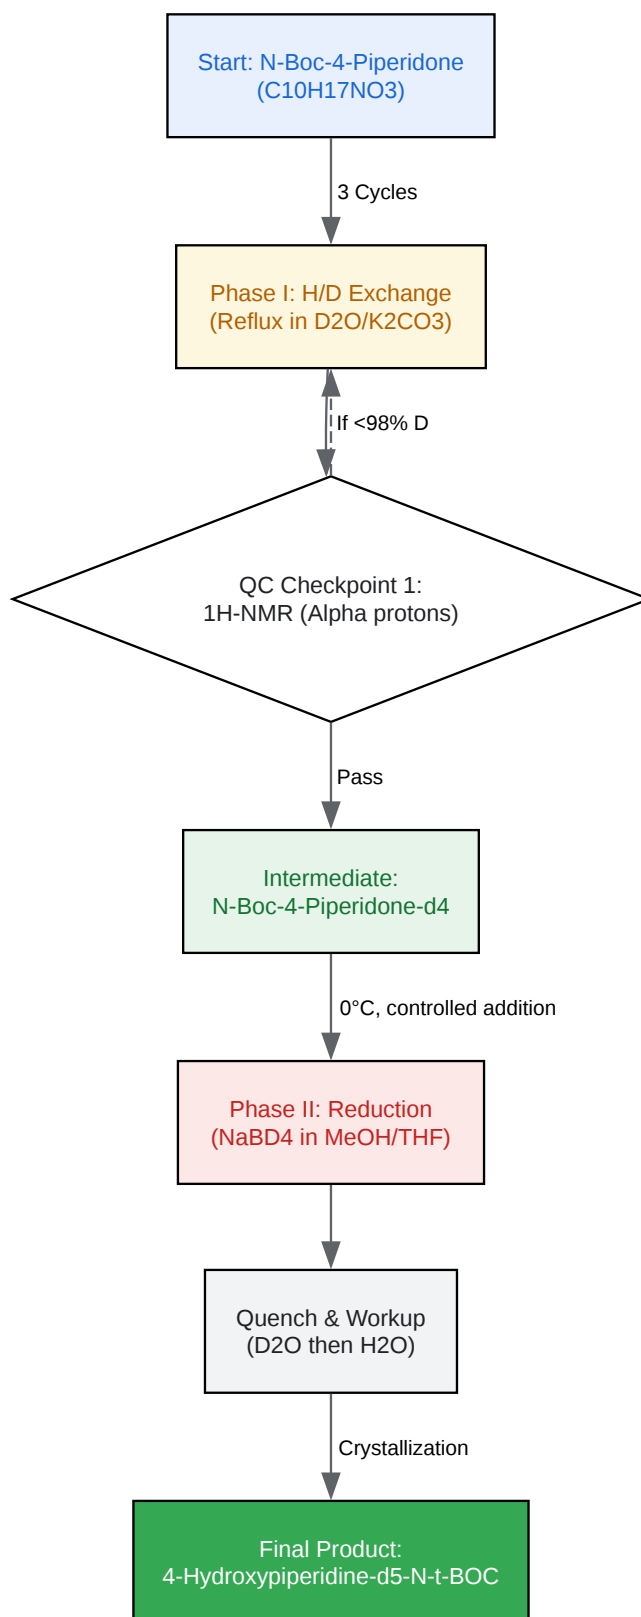 Start: N-Boc-4-Piperidone
(C10H17NO3)
3 Cycles
Phase I: H/D Exchange
(Reflux in D2O/K2CO3)
If <98% D
QC Checkpoint 1:
1H-NMR (Alpha protons)
Pass
Intermediate:
N-Boc-4-Piperidone-d4
0°C, controlled addition
Phase II: Reduction
(NaBD4 in MeOH/THF)
Quench & Workup
(D2O then H2O)
Crystallization
Final Product:
4-Hydroxypiperidine-d5-N-t-BOC